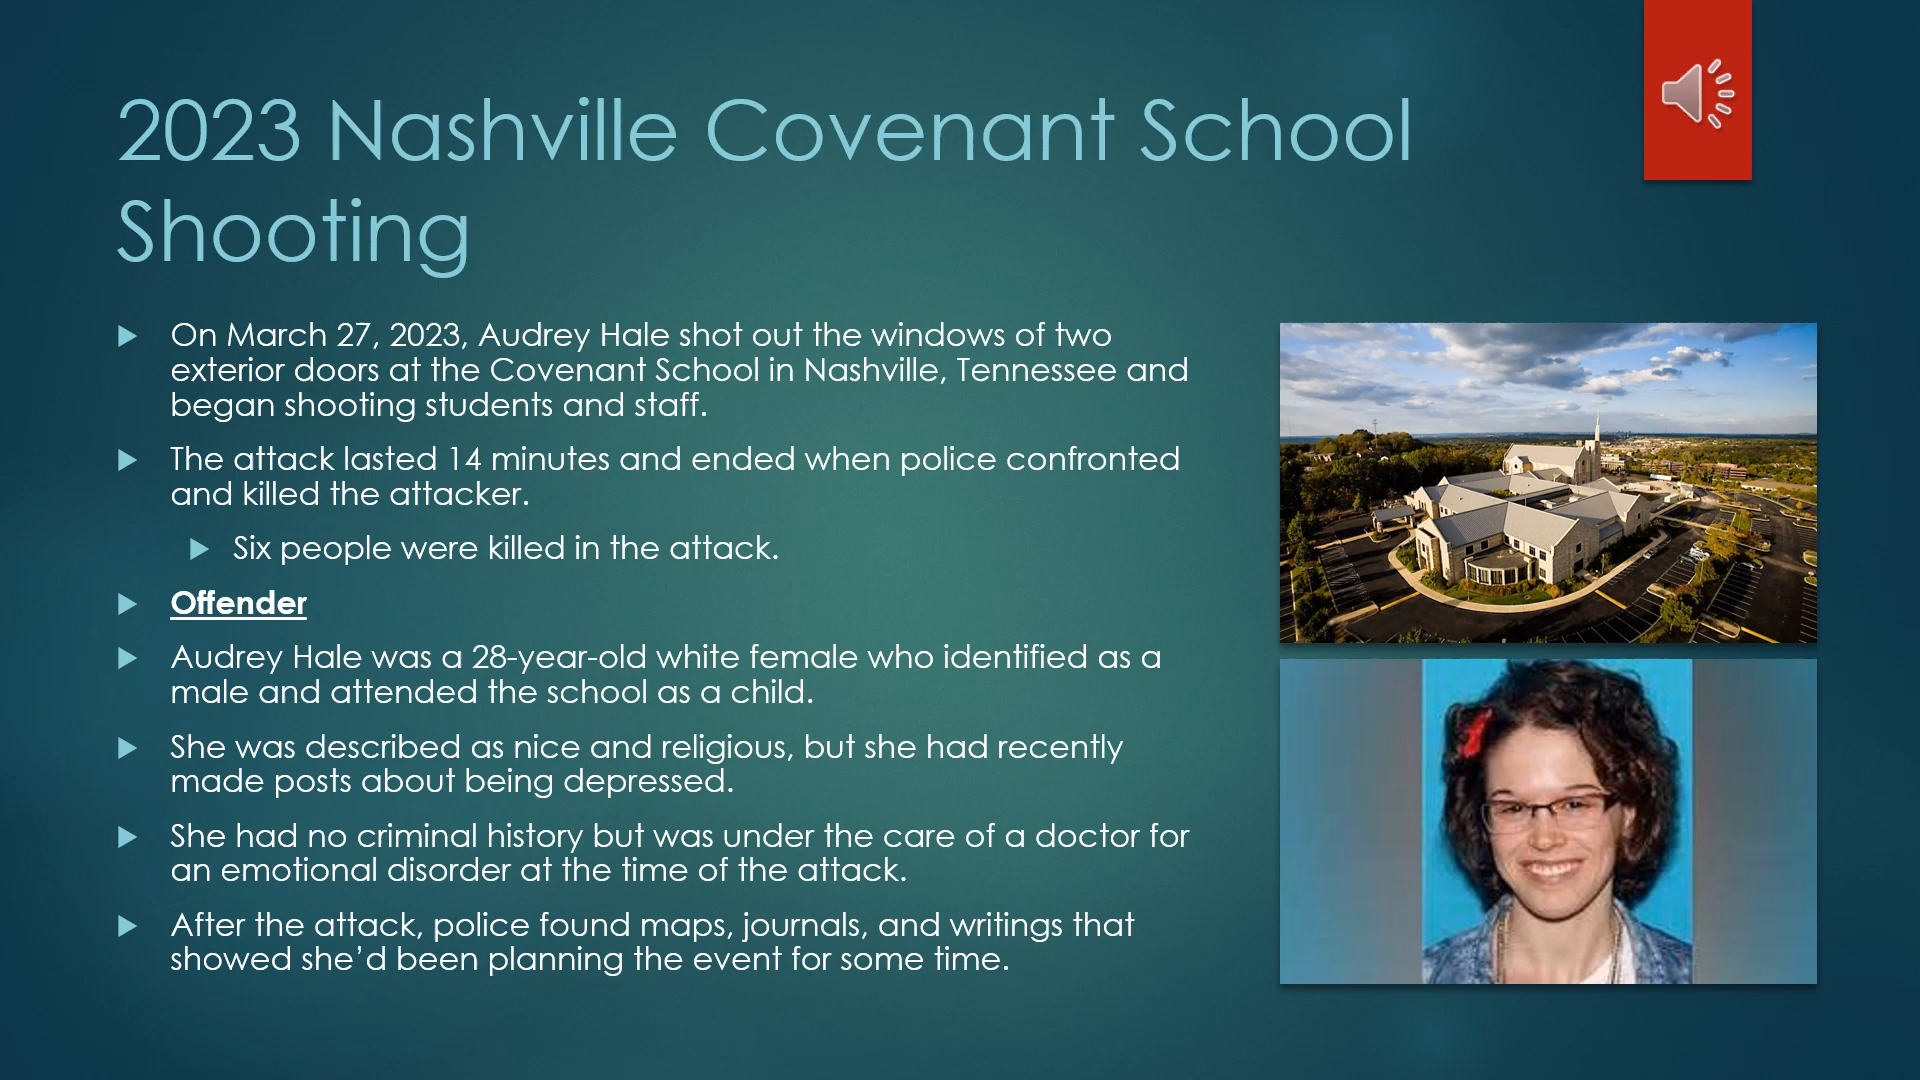 2023 Nashville Covenant School
Shooting
On March 27, 2023, Audrey Hale shot out the windows of two
exterior doors at the Covenant School in Nashville, Tennessee and
began shooting students and staff.
The attack lasted 14 minutes and ended when police confronted
and killed the attacker.
Six people were killed in the attack.
Offender
Audrey Hale was a 28-year-old white female who identified as a
male and attended the school as a child.
She was described as nice and religious, but she had recently
made posts about being depressed.
She had no criminal history but was under the care of a doctor for
an emotional disorder at the time of the attack.
After the attack, police found maps, journals, and writings that
showed she’d been planning the event for some time.